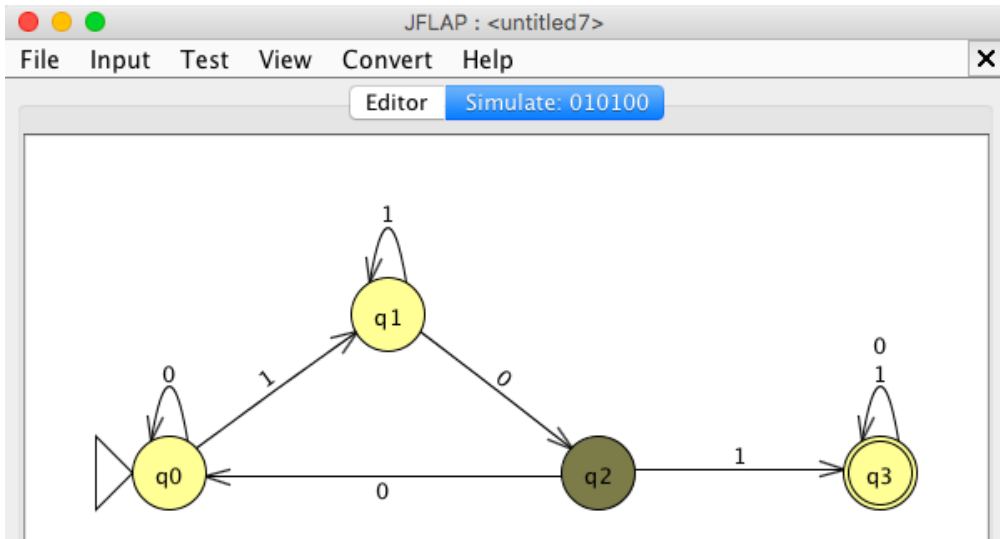 JFLAP : <untitled7>
File Input Test View Convert Help
Editor Simulate: 010100
1
q1
0
1
0
0
1
0
1
q0
0
q2
q3